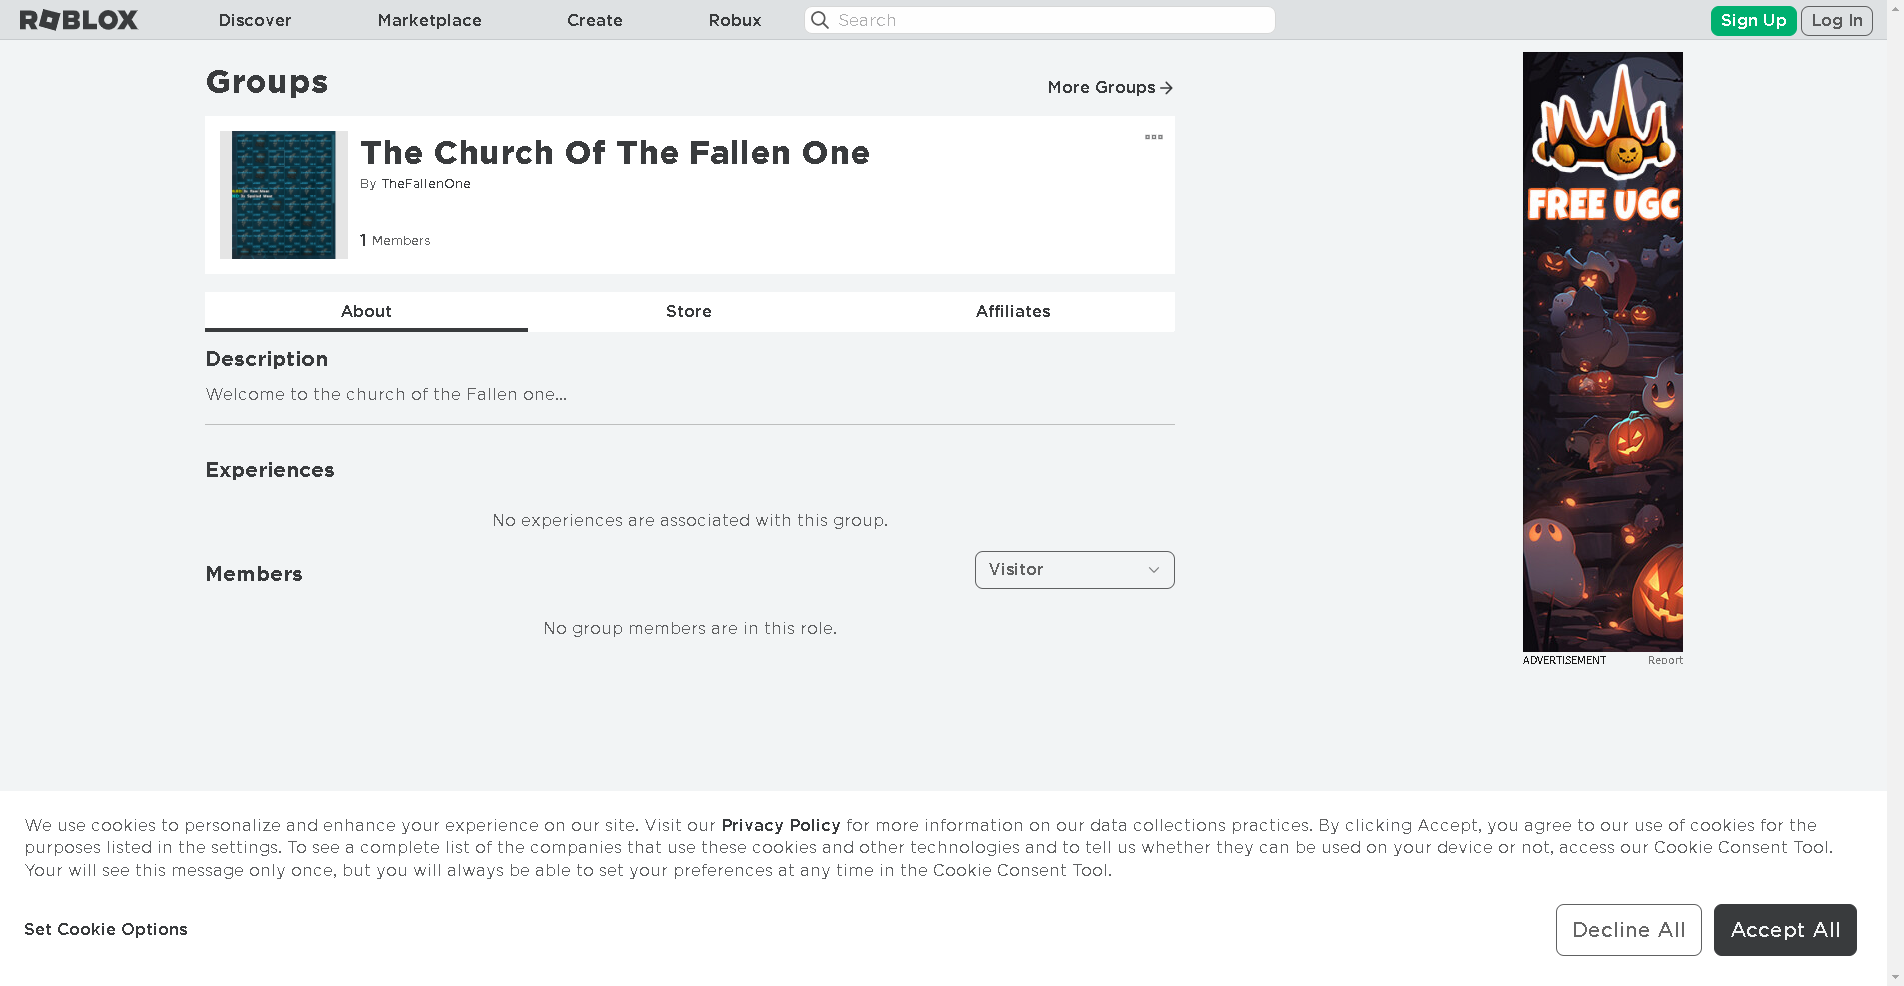 ROBLOX
Discover
Marketplace
Create
Robux
Search
Sign Up
Log In
Groups
More Groups
The Church Of The Fallen One
By TheFallenOne
1 Members
About
Store
Affiliates
Description
Welcome to the church of the Fallen one...
Experiences
No experiences are associated with this group.
Members
Visitor
No group members are in this role.
FREE UGC
ADVERTISEMENT
Report
We use cookies to personalize and enhance your experience on our site. Visit our Privacy Policy for more information on our data collections practices. By clicking Accept, you agree to our use of cookies for the
purposes listed in the settings. To see a complete list of the companies that use these cookies and other technologies and to tell us whether they can be used on your device or not, access our Cookie Consent Tool.
Your will see this message only once, but you will always be able to set your preferences at any time in the Cookie Consent Tool.
Set Cookie Options
Decline All
Accept All